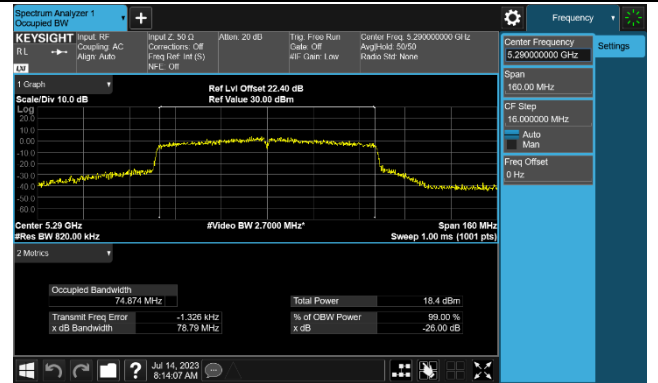 Spectrum Analyzer 1
Occupied BW
Frequency
KEYSIGHT
RL
LXI
Input: RF
Coupling: AC
Align: Auto
Input Z: 50 Ω
Corrections: Off
Freq Ref: Int (S)
NFE: Off
Atten: 20 dB
Trig: Free Run
Gate: Off
#IF Gain: Low
Center Freq: 5.290000000 GHz
Avg|Hold: 50/50
Radio Std: None
Center Frequency
5.290000000 GHz
Settings
Span
160.00 MHz
CF Step
16.000000 MHz
Auto
Man
Freq Offset
0 Hz
1 Graph
Scale/Div 10.0 dB
Ref Lvl Offset 22.40 dB
Ref Value 30.00 dBm
Log
20.0
10.0
0.00
-10.0
-20.0
-30.0
-40.0
-50.0
-60.0
Center 5.29 GHz
#Res BW 820.00 kHz
#Video BW 2.7000 MHz*
Span 160 MHz
Sweep 1.00 ms (1001 pts)
2 Metrics
Occupied Bandwidth
74.874 MHz
Total Power
18.4 dBm
Transmit Freq Error
-1.326 kHz
% of OBW Power
99.00 %
x dB Bandwidth
78.79 MHz
x dB
-26.00 dB
?
Jul 14, 2023
8:14:07 AM